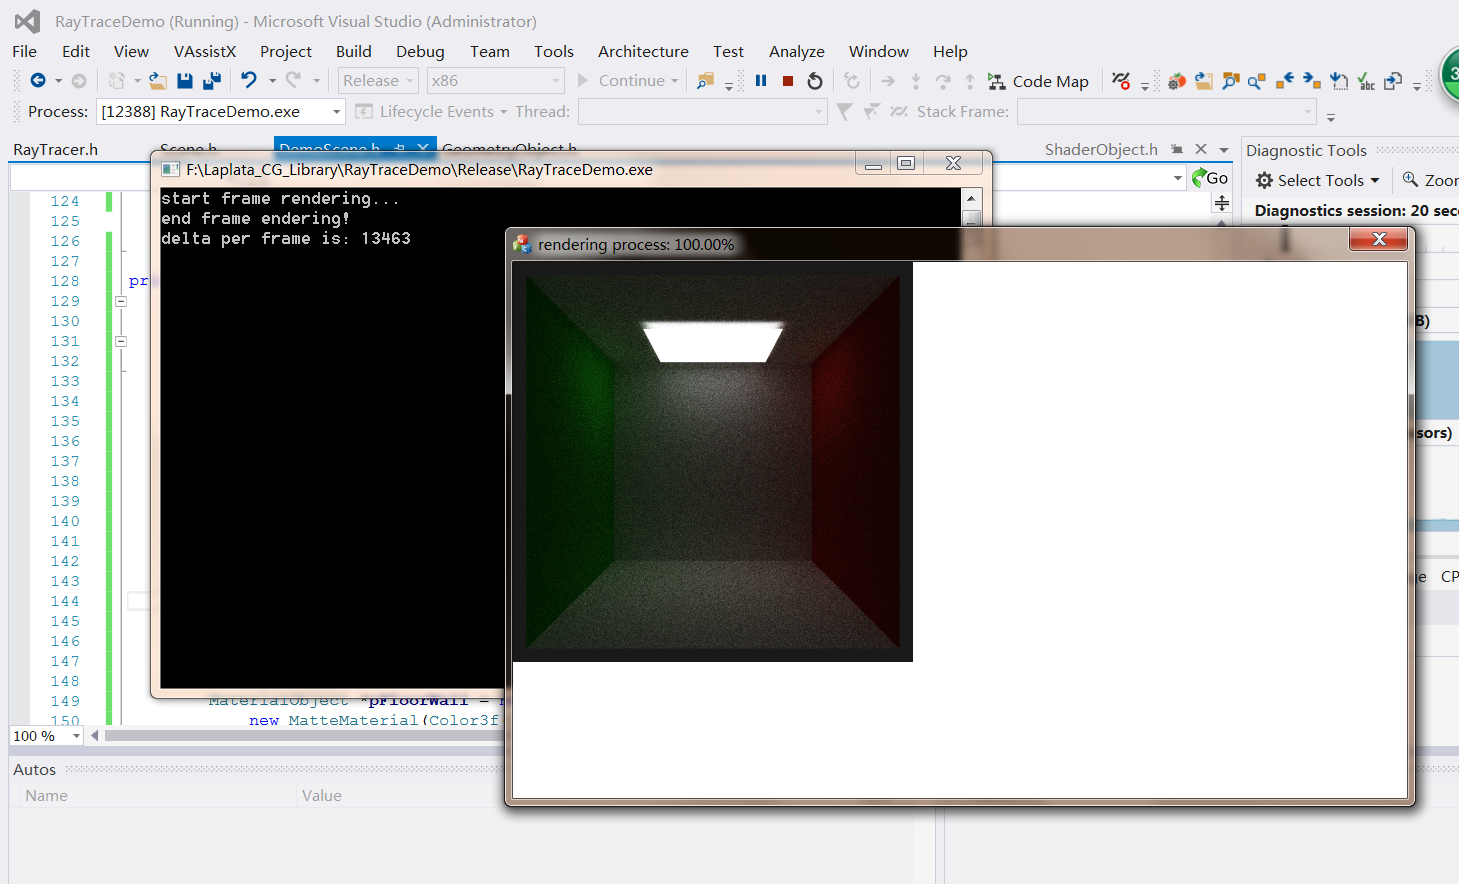 RayTraceDemo (Running) - Microsoft Visual Studio (Administrator)
File Edit View VAssistX Project Build Debug Team Tools Architecture Test Analyze Window Help
Release x86 Continue Code Map
Process: [12388] RayTraceDemo.exe Lifecycle Events Thread: Stack Frame:
RayTracer.h Scene.h DemoScene.h GeometryObject.h ShaderObject.h Diagnostic Tools
F:\Laplata_CG_Library\RayTraceDemo\Release\RayTraceDemo.exe
Go Select Tools Zoo
Diagnostics session: 20 sec
start frame rendering...
end frame endering!
delta per frame is: 13463
rendering process: 100.00%
124
125
126
127
128 pr
129
130 B)
131
132
133
134
135
136 sors)
137
138
139
140
141
142
143 e CP
144
145
146
147
148
149 MaterialObject *pFloorWall =
150 new MatteMaterial(Color3f
100 %
Autos
Name Value